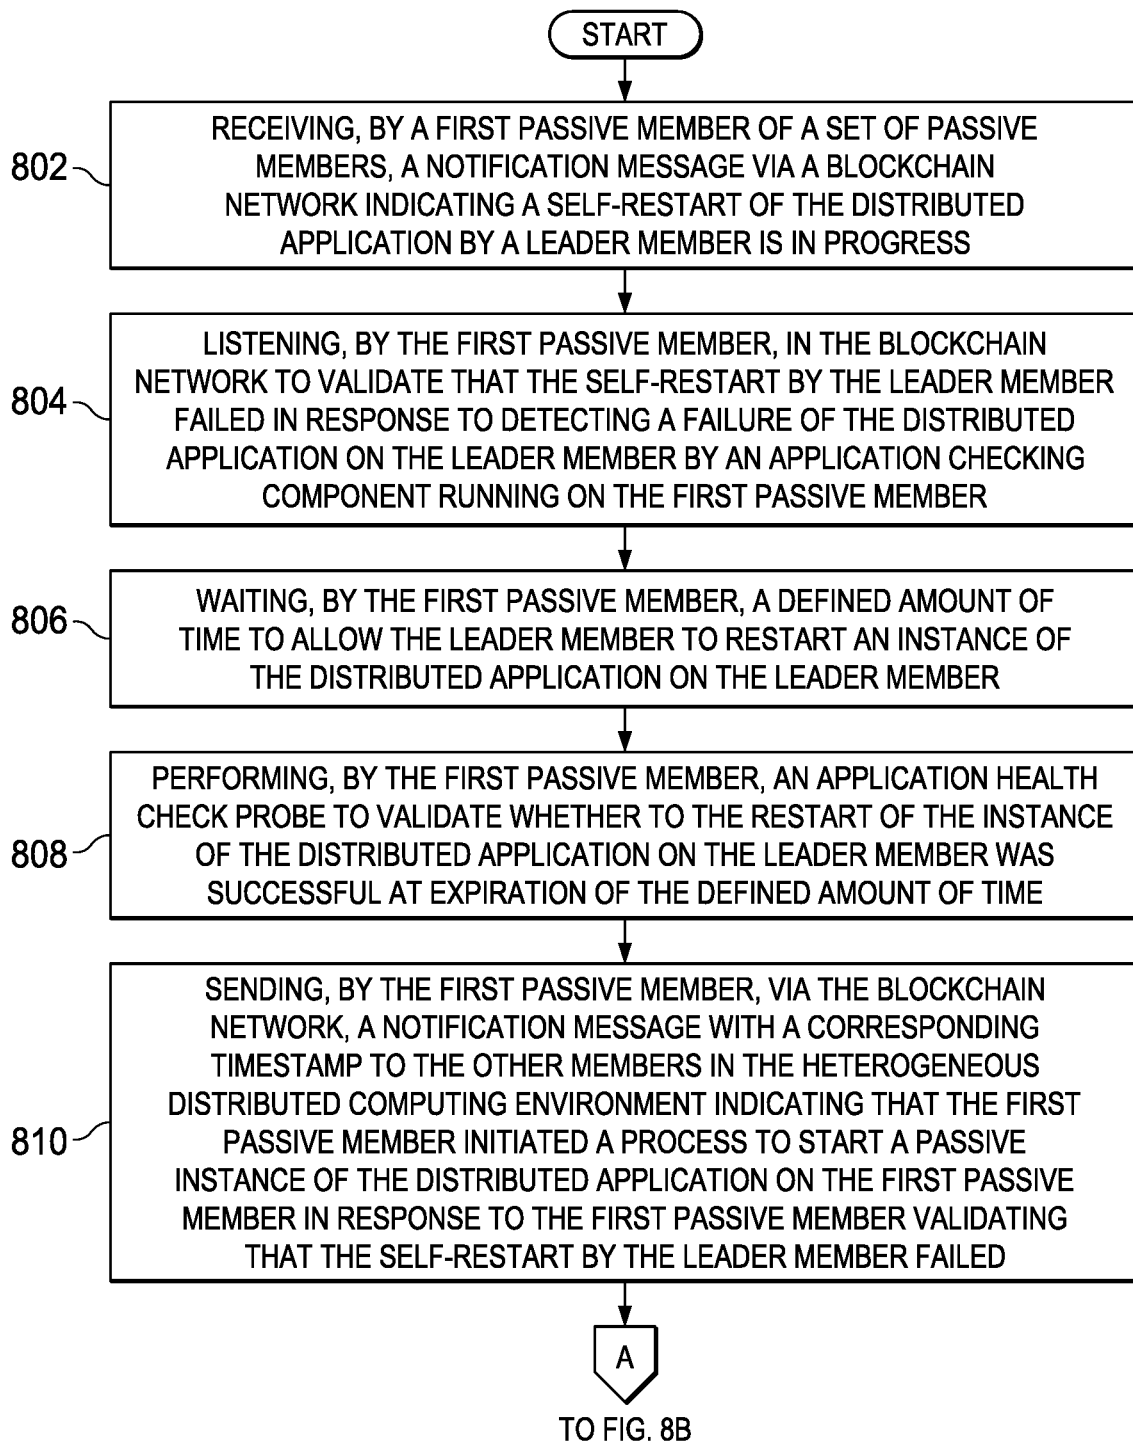 START
RECEIVING, BY A FIRST PASSIVE MEMBER OF A SET OF PASSIVE
MEMBERS, A NOTIFICATION MESSAGE VIA A BLOCKCHAIN
NETWORK INDICATING A SELF-RESTART OF THE DISTRIBUTED
APPLICATION BY A LEADER MEMBER IS IN PROGRESS
802
LISTENING, BY THE FIRST PASSIVE MEMBER, IN THE BLOCKCHAIN
NETWORK TO VALIDATE THAT THE SELF-RESTART BY THE LEADER MEMBER
FAILED IN RESPONSE TO DETECTING A FAILURE OF THE DISTRIBUTED
APPLICATION ON THE LEADER MEMBER BY AN APPLICATION CHECKING
COMPONENT RUNNING ON THE FIRST PASSIVE MEMBER
804
WAITING, BY THE FIRST PASSIVE MEMBER, A DEFINED AMOUNT OF
TIME TO ALLOW THE LEADER MEMBER TO RESTART AN INSTANCE OF
THE DISTRIBUTED APPLICATION ON THE LEADER MEMBER
806
PERFORMING, BY THE FIRST PASSIVE MEMBER, AN APPLICATION HEALTH
CHECK PROBE TO VALIDATE WHETHER TO THE RESTART OF THE INSTANCE
OF THE DISTRIBUTED APPLICATION ON THE LEADER MEMBER WAS
SUCCESSFUL AT EXPIRATION OF THE DEFINED AMOUNT OF TIME
808
SENDING, BY THE FIRST PASSIVE MEMBER, VIA THE BLOCKCHAIN
NETWORK, A NOTIFICATION MESSAGE WITH A CORRESPONDING
TIMESTAMP TO THE OTHER MEMBERS IN THE HETEROGENEOUS
DISTRIBUTED COMPUTING ENVIRONMENT INDICATING THAT THE FIRST
PASSIVE MEMBER INITIATED A PROCESS TO START A PASSIVE
INSTANCE OF THE DISTRIBUTED APPLICATION ON THE FIRST PASSIVE
MEMBER IN RESPONSE TO THE FIRST PASSIVE MEMBER VALIDATING
THAT THE SELF-RESTART BY THE LEADER MEMBER FAILED
810
A
TO FIG. 8B